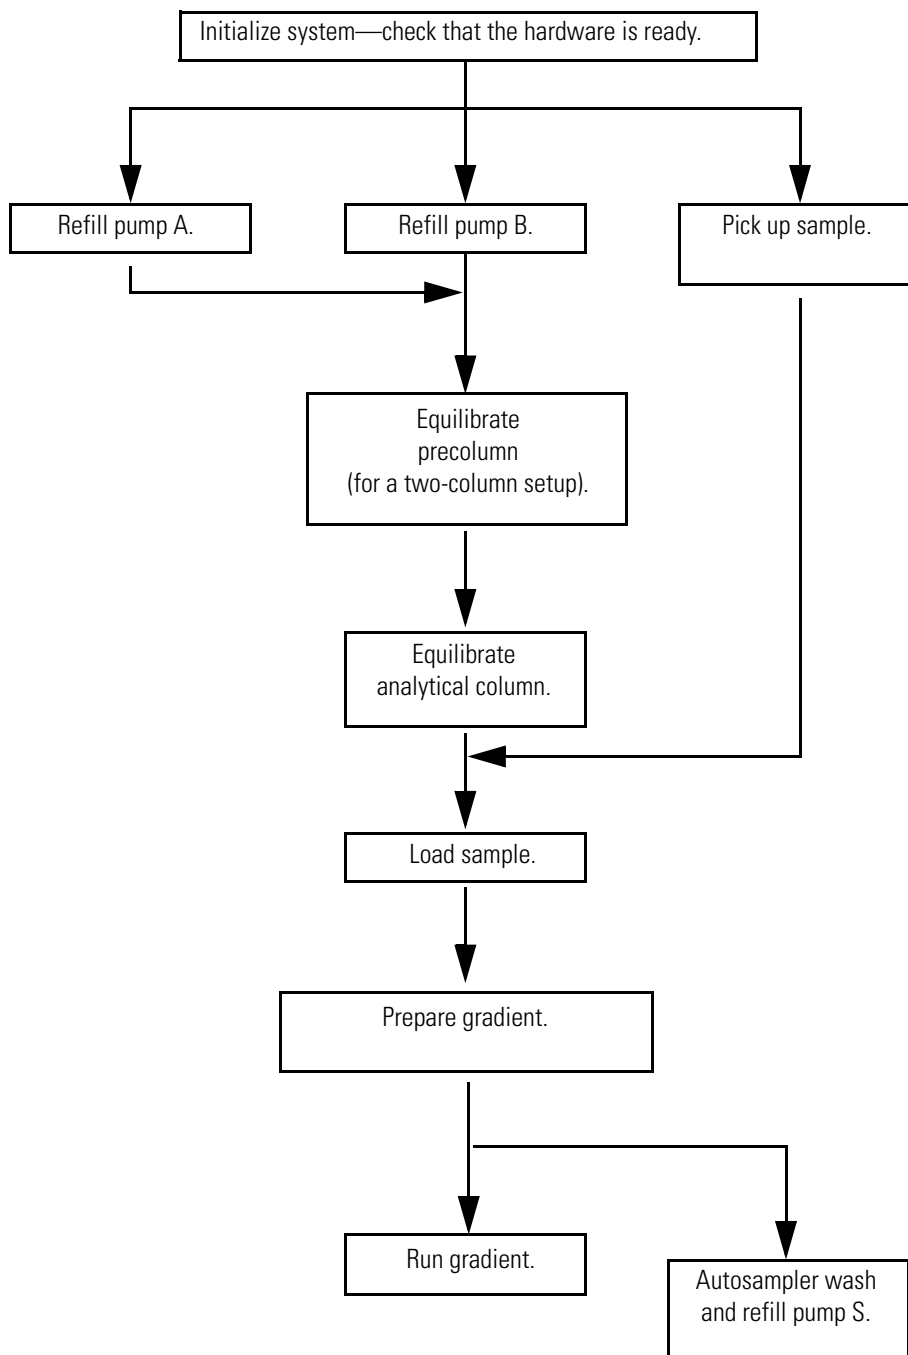 Initialize system—check that the hardware is ready.
Refill pump A.
Refill pump B.
Pick up sample.
Equilibrate
precolumn
(for a two-column setup).
Equilibrate
analytical column.
Load sample.
Prepare gradient.
Run gradient.
Autosampler wash
and refill pump S.